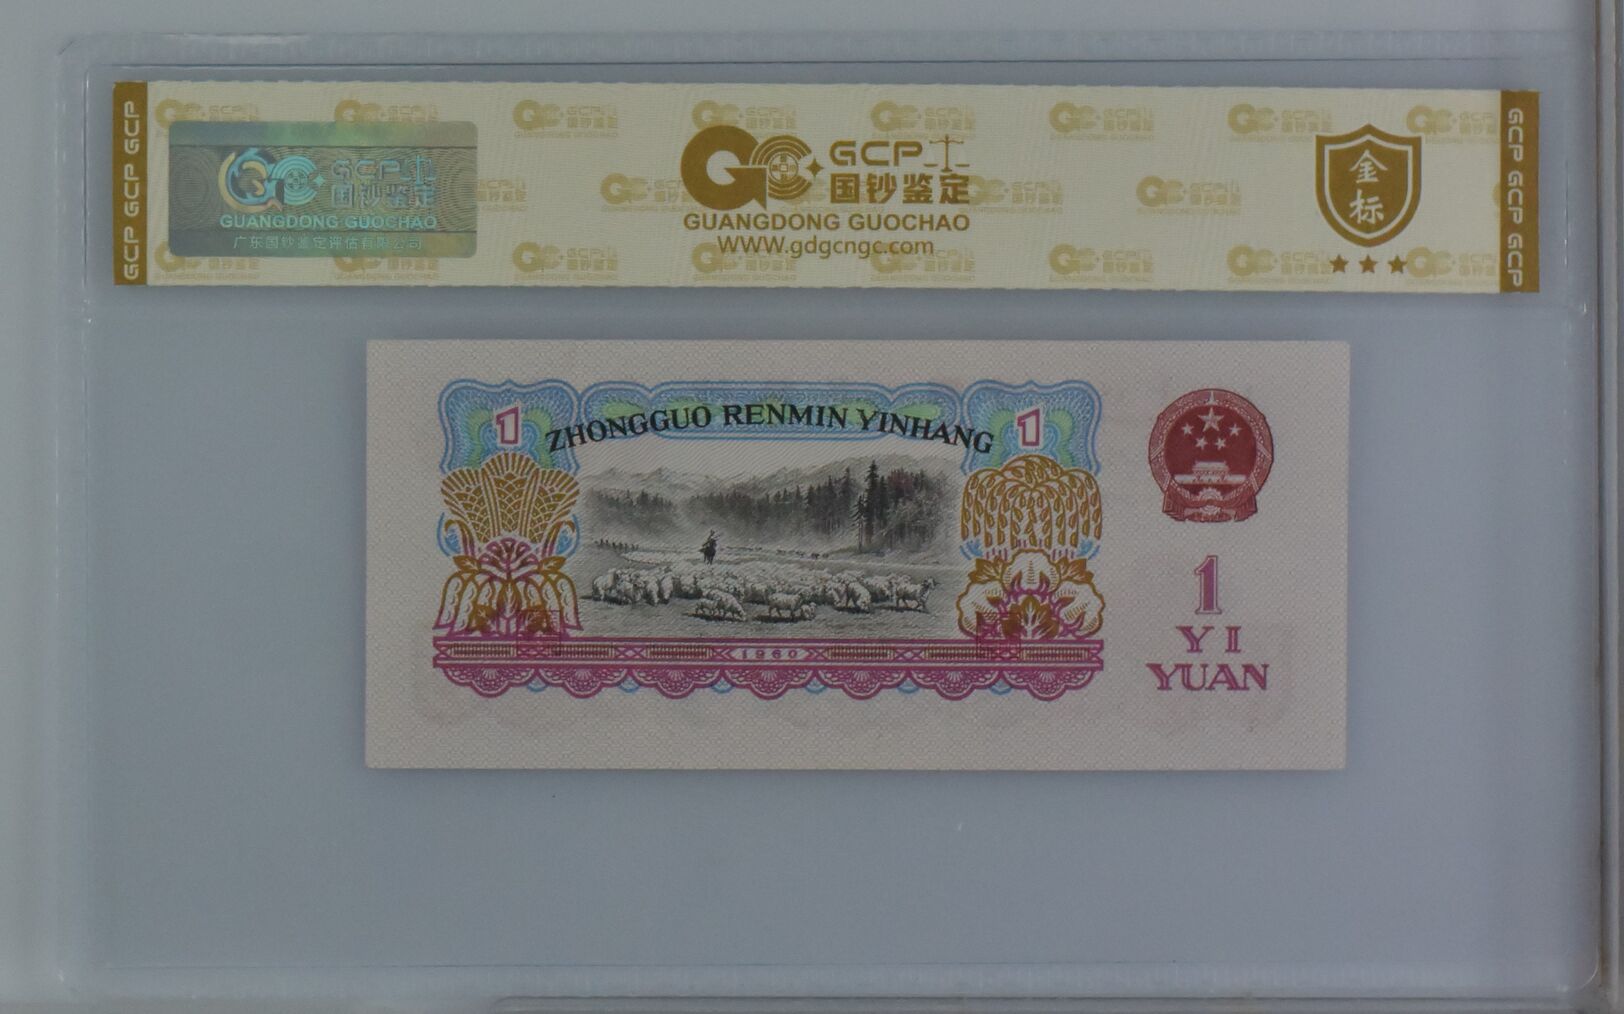 GCP GCP GCP
GCP
国钞鉴定
GUANGDONG GUOCHAO
广东国钞鉴定评估有限公司
GCP
国钞鉴定
GUANGDONG GUOCHAO
WWW.gdgcngc.com
金标
GCP GCP GCP
ZHONGGUO RENMIN YINHANG
1
1
1960
1
YI
YUAN